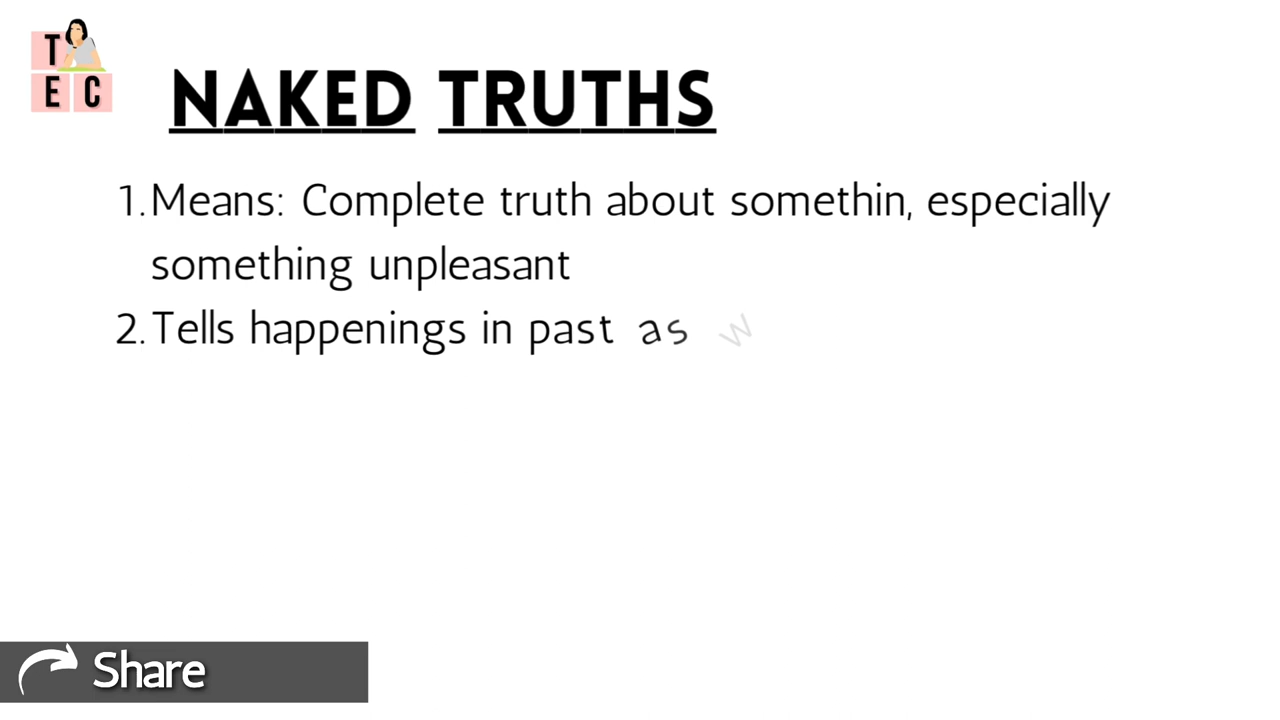 T
E C
NAKED TRUTHS
1. Means: Complete truth about somethin, especially
something unpleasant
2. Tells happenings in past as w
Share